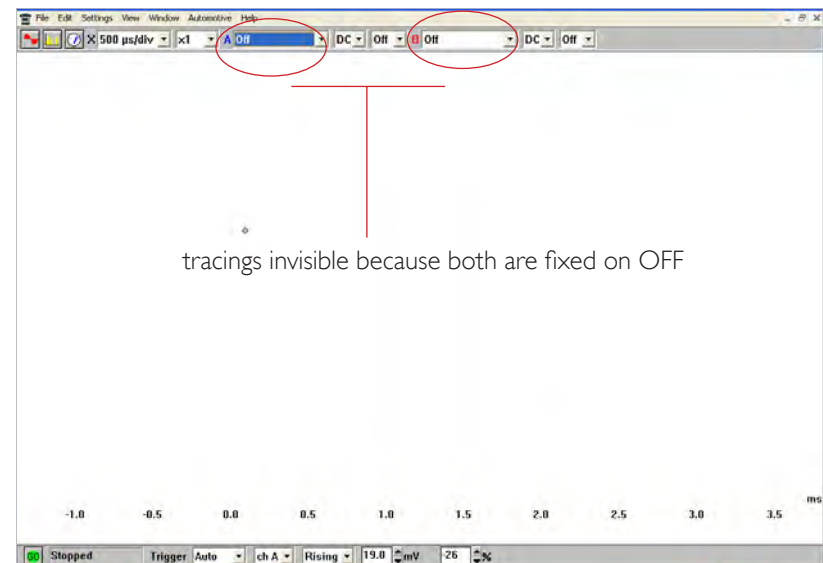 File Edit Settings View Window Automotive Help
X 500 µs/div x1 A Off DC Off B Off DC Off
tracings invisible because both are fixed on OFF
ms
-1.0 -0.5 0.0 0.5 1.0 1.5 2.0 2.5 3.0 3.5
GO Stopped Trigger Auto ch A Rising 19.0 mV -26 %